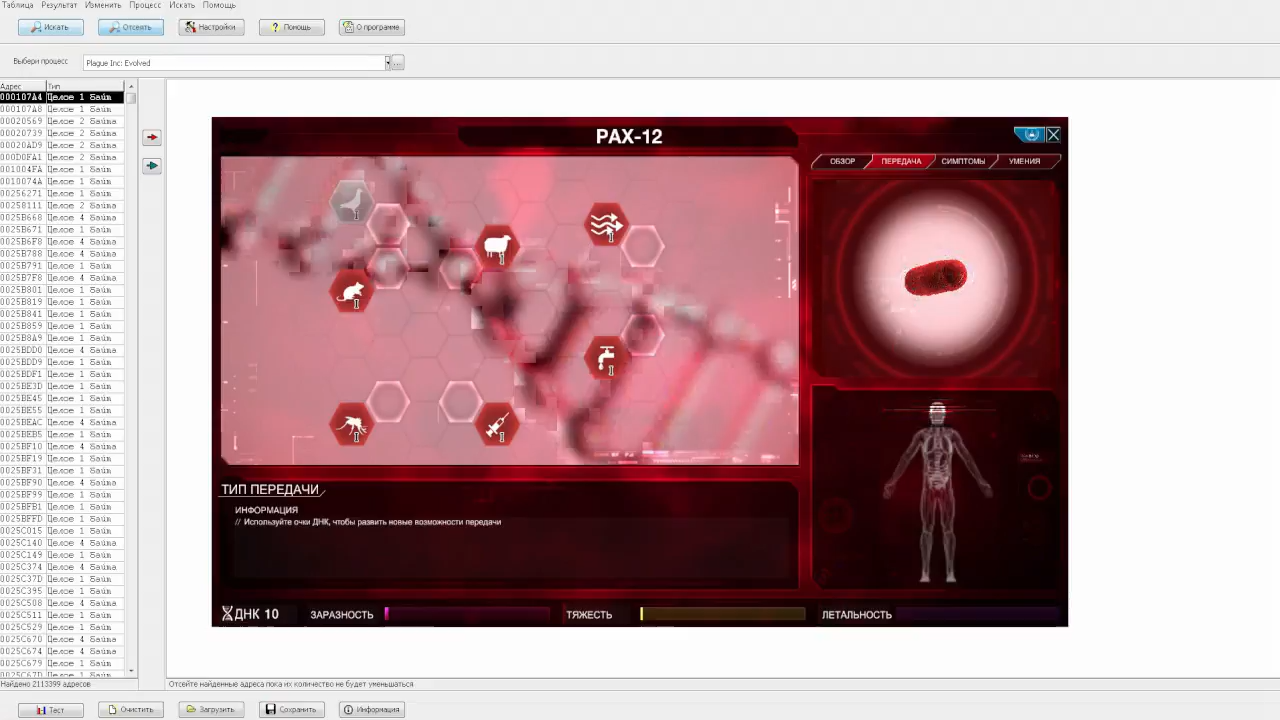 Таблица Результат Изменить Процесс Искать Помощь
Искать Отсеять Настройки Помощь О программе
Выбери процесс Plague Inc: Evolved ...
Адрес Тип
000107A4 Целое 1 Байт
000107A8 Целое 1 Байт
00020569 Целое 2 Байта
00020739 Целое 2 Байта
00020AD9 Целое 2 Байта
000D0FA1 Целое 2 Байта
001004FA Целое 1 Байт
0010074A Целое 1 Байт
00256271 Целое 1 Байт
00258111 Целое 2 Байта
0025B668 Целое 4 Байта
0025B671 Целое 1 Байт
0025B6F8 Целое 4 Байта
0025B788 Целое 4 Байта
0025B791 Целое 1 Байт
0025B7F8 Целое 4 Байта
0025B801 Целое 1 Байт
0025B819 Целое 1 Байт
0025B841 Целое 1 Байт
0025B859 Целое 1 Байт
0025B8A9 Целое 1 Байт
0025BDD0 Целое 4 Байта
0025BDD9 Целое 1 Байт
0025BDF1 Целое 1 Байт
0025BE3D Целое 1 Байт
0025BE45 Целое 1 Байт
0025BE55 Целое 1 Байт
0025BEAC Целое 4 Байта
0025BEB5 Целое 1 Байт
0025BF10 Целое 4 Байта
0025BF19 Целое 1 Байт
0025BF31 Целое 1 Байт
0025BF90 Целое 4 Байта
0025BF99 Целое 1 Байт
0025BFB1 Целое 1 Байт
0025BFFD Целое 1 Байт
0025C015 Целое 1 Байт
0025C140 Целое 4 Байта
0025C149 Целое 1 Байт
0025C374 Целое 4 Байта
0025C37D Целое 1 Байт
0025C395 Целое 1 Байт
0025C508 Целое 4 Байта
0025C511 Целое 1 Байт
0025C529 Целое 1 Байт
0025C670 Целое 4 Байта
0025C674 Целое 4 Байта
0025C679 Целое 1 Байт
0025C67D Целое 1 Байт
PAX-12
ОБЗОР ПЕРЕДАЧА СИМПТОМЫ УМЕНИЯ
I
I
I
I
I
I
I
ТИП ПЕРЕДАЧИ
ИНФОРМАЦИЯ
// Используйте очки ДНК, чтобы развить новые возможности передачи
ДНК 10 ЗАРАЗНОСТЬ ТЯЖЕСТЬ ЛЕТАЛЬНОСТЬ
Найдено 2113399 адресов Отсейте найденные адреса пока их количество не будет уменьшаться
Тест Очистить Загрузить Сохранить Информация